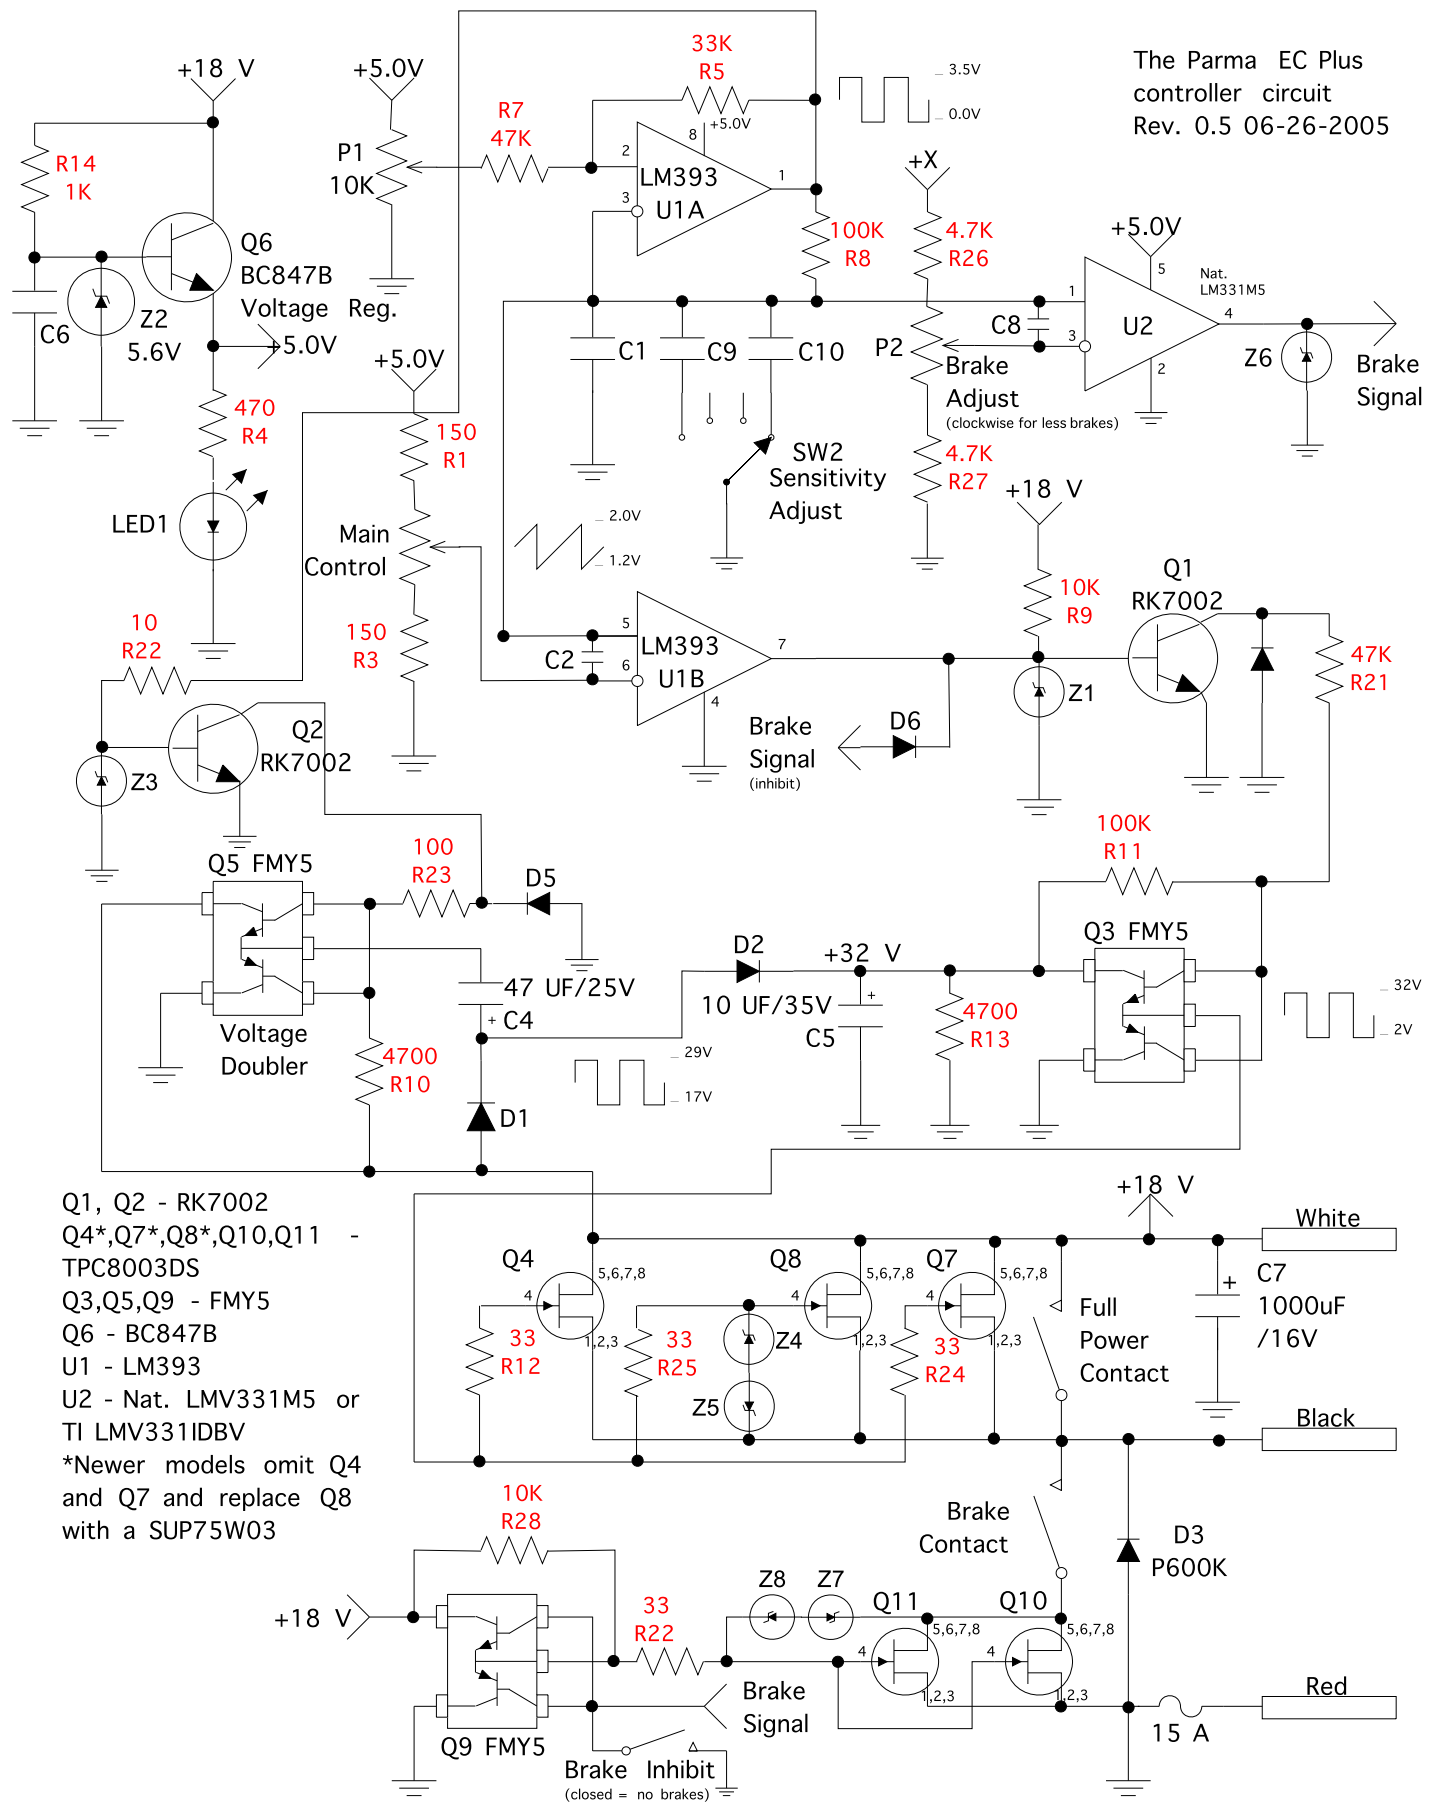 The Parma EC Plus
controller circuit
Rev. 0.5 06-26-2005
+18 V
R14
1K
Q6
BC847B
Voltage Reg.
C6
Z2
5.6V
+5.0V
470
R4
LED1
+5.0V
P1
10K
R7
47K
33K
R5
3.5V
0.0V
+5.0V
8
2
3
1
LM393
U1A
100K
R8
+X
4.7K
R26
P2
Brake
Adjust
(clockwise for less brakes)
4.7K
R27
C8
+5.0V
5
1
3
4
2
U2
Nat.
LM331M5
Z6
Brake
Signal
C1
C9
C10
SW2
Sensitivity
Adjust
+5.0V
150
R1
Main
Control
150
R3
2.0V
1.2V
C2
5
6
7
4
LM393
U1B
Brake
Signal
(inhibit)
D6
+18 V
10K
R9
Z1
Q1
RK7002
47K
R21
10
R22
Q2
RK7002
Z3
Q5 FMY5
100
R23
D5
Voltage
Doubler
47 UF/25V
+ C4
4700
R10
D1
29V
17V
D2
+32 V
10 UF/35V
+
C5
4700
R13
100K
R11
Q3 FMY5
32V
2V
Q1, Q2 - RK7002
Q4*,Q7*,Q8*,Q10,Q11 -
TPC8003DS
Q3,Q5,Q9 - FMY5
Q6 - BC847B
U1 - LM393
U2 - Nat. LMV331M5 or
TI LMV331IDBV
*Newer models omit Q4
and Q7 and replace Q8
with a SUP75W03
Q4
5,6,7,8
4
1,2,3
33
R12
Q8
5,6,7,8
4
1,2,3
33
R25
Z4
Z5
Q7
5,6,7,8
4
1,2,3
33
R24
+18 V
White
Full
Power
Contact
+
C7
1000uF
/16V
Black
Brake
Contact
D3
P600K
10K
R28
+18 V
Q9 FMY5
33
R22
Z8
Z7
Q11
5,6,7,8
4
1,2,3
Q10
5,6,7,8
4
1,2,3
Brake
Signal
Brake Inhibit
(closed = no brakes)
15 A
Red